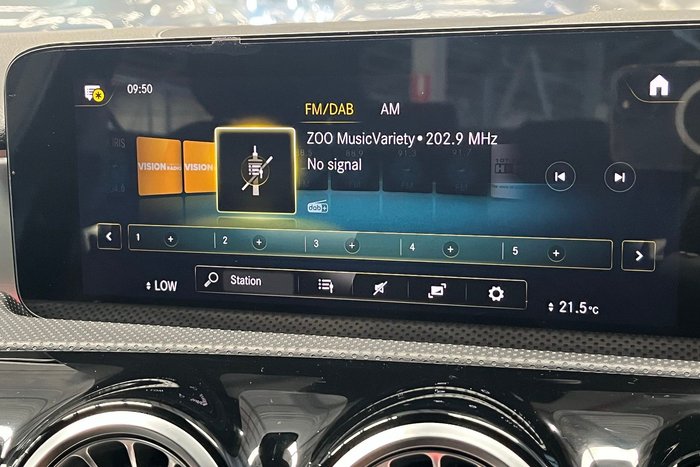 09:50
FM/DAB AM
ZOO MusicVariety • 202.9 MHz
No signal
VISION RADIO
VISION
dab+
1 + 2 + 3 + 4 + 5 +
LOW
Station
21.5°C